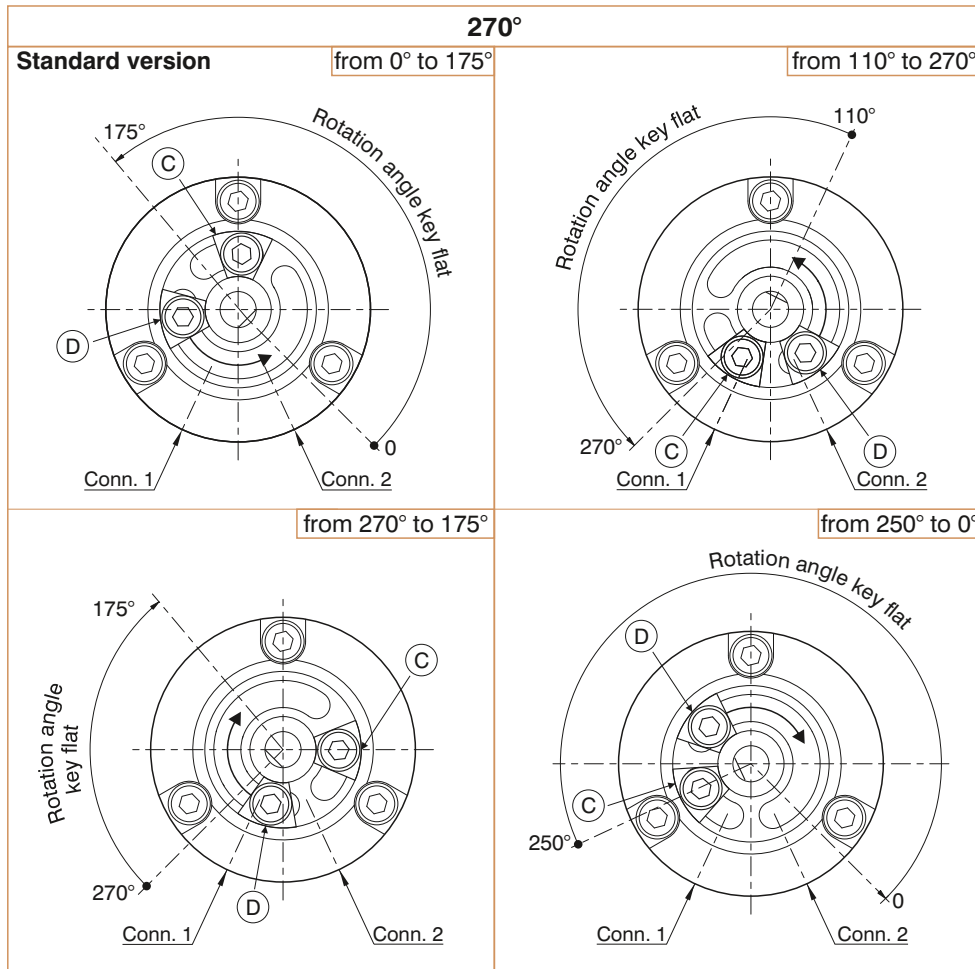 270°
Standard version
from 0° to 175°
175°
Rotation angle key flat
C
D
0
Conn. 1
Conn. 2
from 110° to 270°
110°
Rotation angle key flat
270°
C
D
Conn. 1
Conn. 2
from 270° to 175°
175°
C
Rotation angle
key flat
270°
D
Conn. 1
Conn. 2
from 250° to 0°
Rotation angle key flat
D
C
250°
0
Conn. 1
Conn. 2